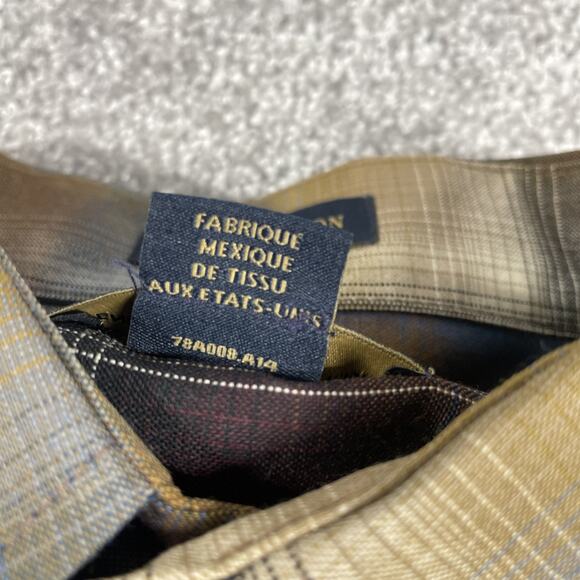 FABRIQUE
MEXIQUE
DE TISSU
AUX ETATS-UNIS
78A008-A14